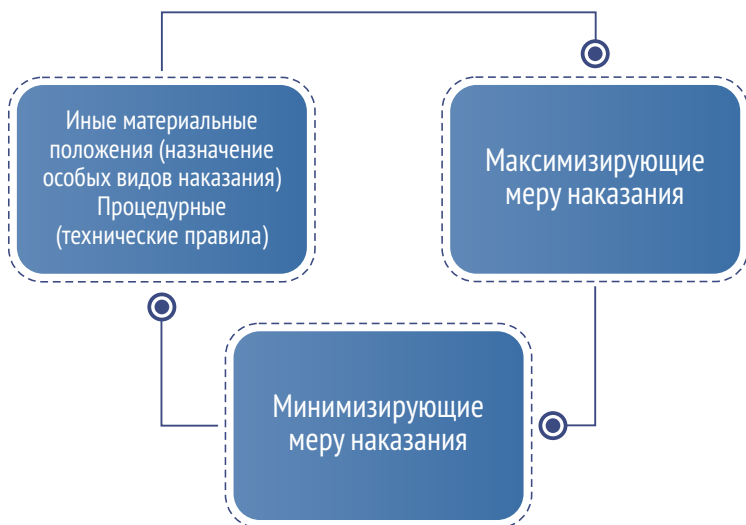 Иные материальные
положения (назначение
особых видов наказания)
Процедурные
(технические правила)
Максимизирующие
меру наказания
Минимизирующие
меру наказания